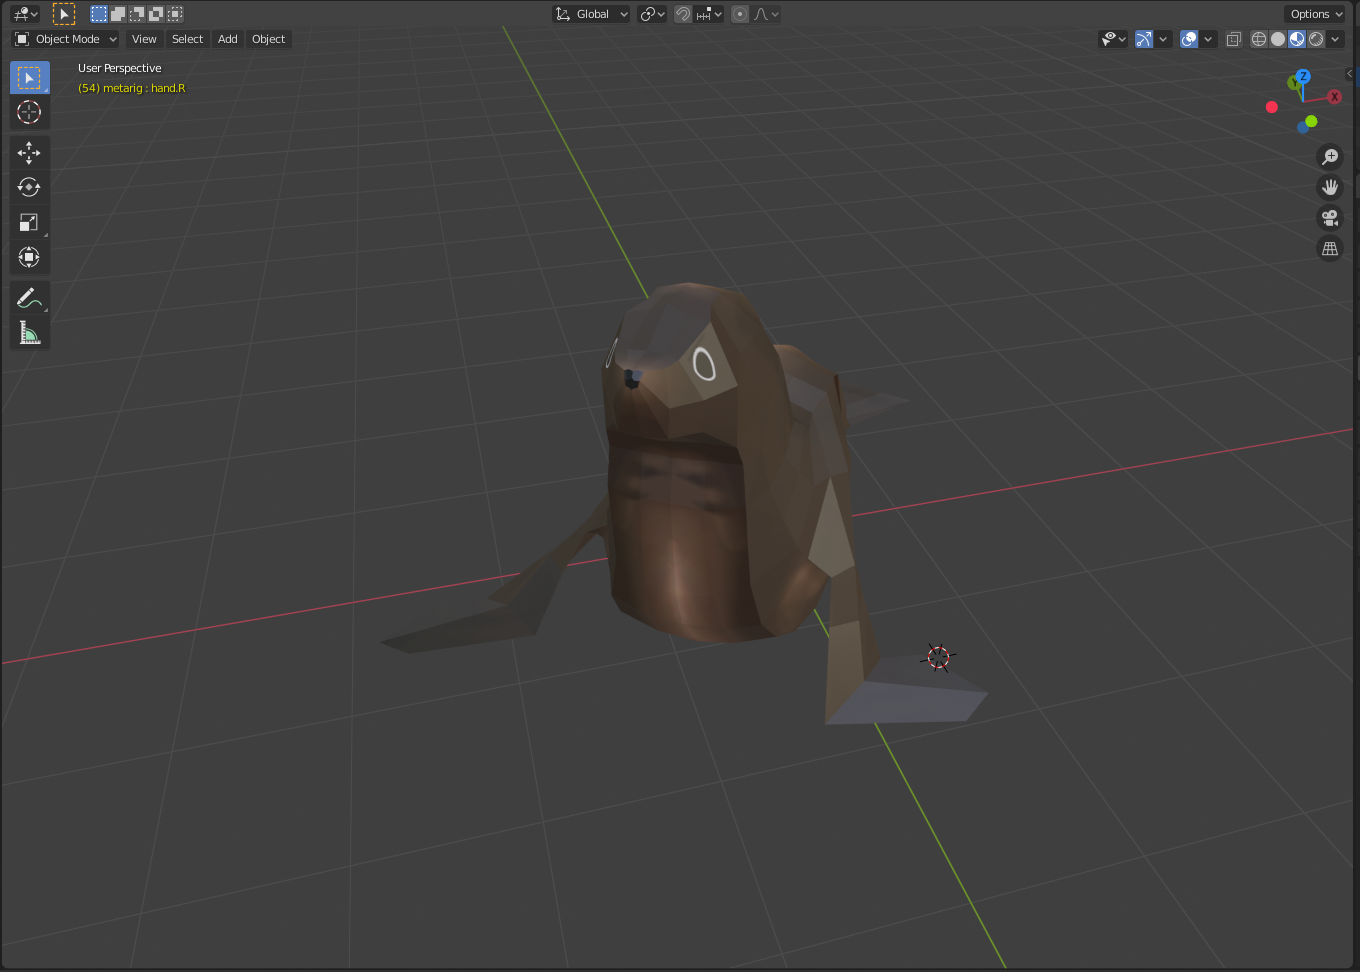 Global
Options
Object Mode View Select Add Object
User Perspective
(54) metarig : hand.R
Z
Y
X